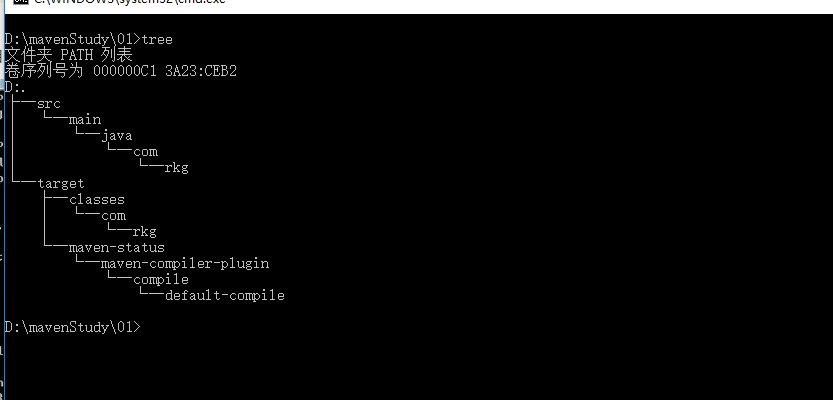 C:\WINDOWS\system32\cmd.exe
D:\mavenStudy\01>tree
文件夹 PATH 列表
卷序列号为 000000C1 3A23:CEB2
D:.
├─src
│  └─main
│      └─java
│          └─com
│              └─rkg
└─target
    ├─classes
    │  └─com
    │      └─rkg
    └─maven-status
        └─maven-compiler-plugin
            └─compile
                └─default-compile
D:\mavenStudy\01>